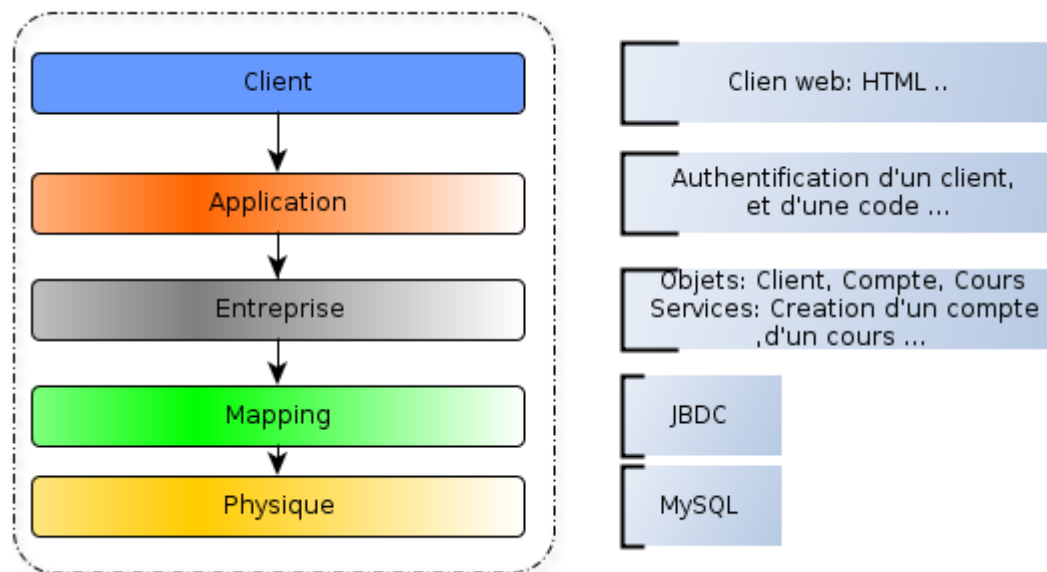 Client
Clien web: HTML ..
Application
Authentification d'un client,
et d'une code ...
Entreprise
Objets: Client, Compte, Cours
Services: Creation d'un compte
,d'un cours ...
Mapping
JBDC
Physique
MySQL